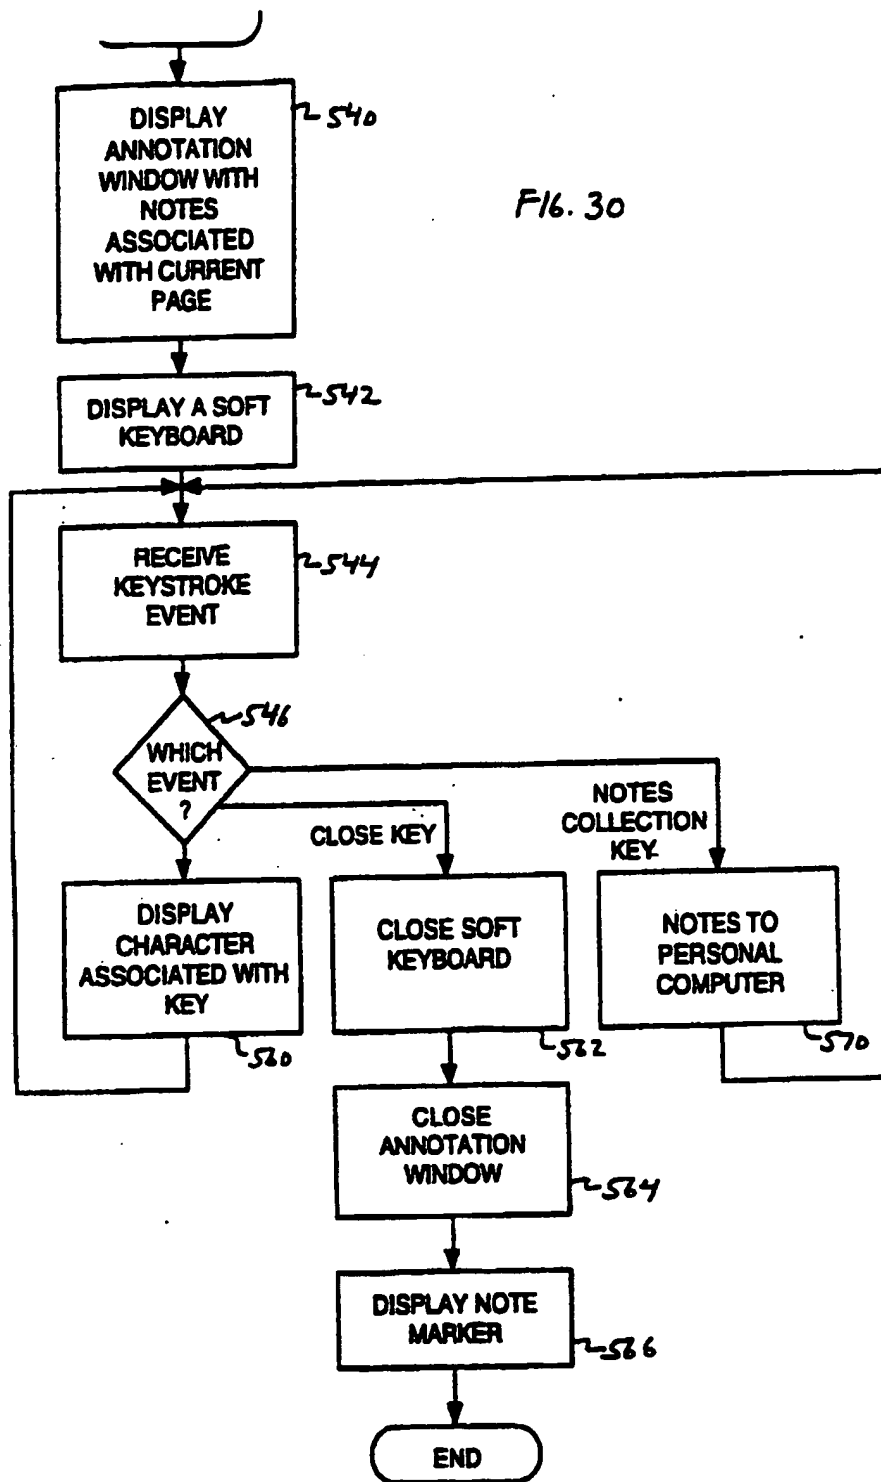 DISPLAY
ANNOTATION
WINDOW WITH
NOTES
ASSOCIATED
WITH CURRENT
PAGE
540
FIG. 30
DISPLAY A SOFT
KEYBOARD
542
RECEIVE
KEYSTROKE
EVENT
544
WHICH
EVENT
?
546
CLOSE KEY
NOTES
COLLECTION
KEY
DISPLAY
CHARACTER
ASSOCIATED WITH
KEY
560
CLOSE SOFT
KEYBOARD
562
NOTES TO
PERSONAL
COMPUTER
570
CLOSE
ANNOTATION
WINDOW
564
DISPLAY NOTE
MARKER
566
END